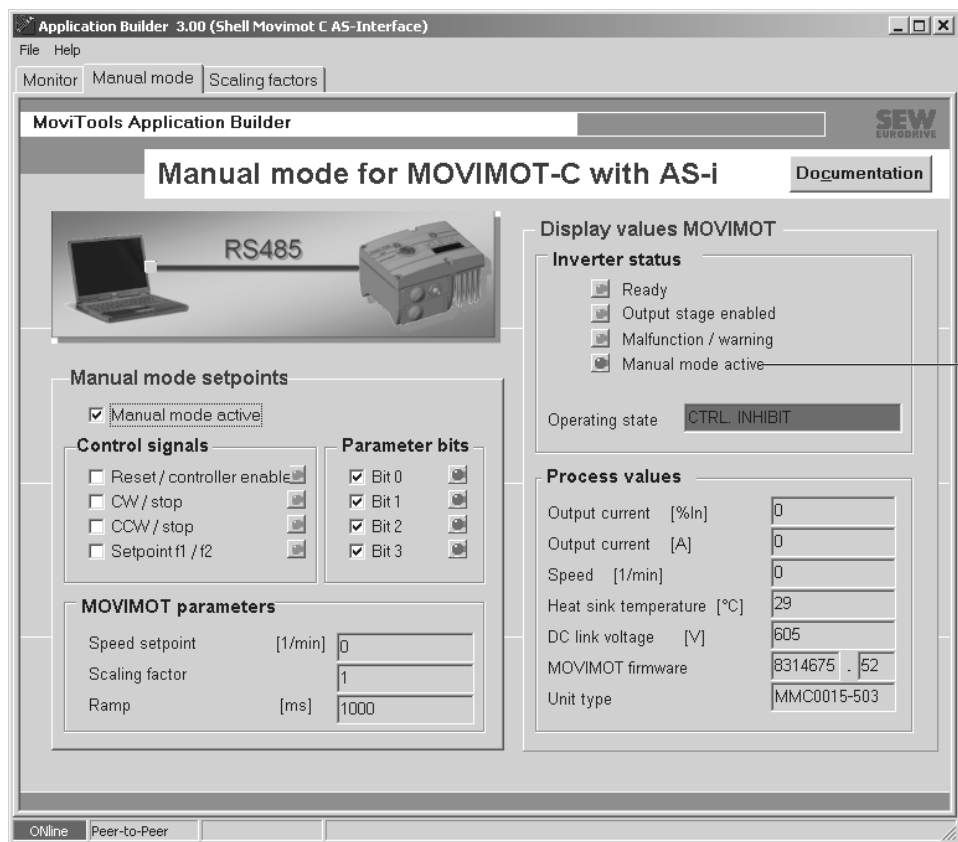 Application Builder 3.00 (Shell Movimot C AS-Interface)
File Help
Monitor Manual mode Scaling factors
MoviTools Application Builder
SEW
EURODRIVE
Manual mode for MOVIMOT-C with AS-i
Documentation
RS485
Manual mode setpoints
Manual mode active
Control signals
Reset / controller enable
CW / stop
CCW / stop
Setpoint f1 / f2
Parameter bits
Bit 0
Bit 1
Bit 2
Bit 3
MOVIMOT parameters
Speed setpoint [1/min] 0
Scaling factor 1
Ramp [ms] 1000
Display values MOVIMOT
Inverter status
Ready
Output stage enabled
Malfunction / warning
Manual mode active
Operating state CTRL. INHIBIT
Process values
Output current [%In] 0
Output current [A] 0
Speed [1/min] 0
Heat sink temperature [°C] 29
DC link voltage [V] 605
MOVIMOT firmware 8314675 . 52
Unit type MMC0015-503
ONline Peer-to-Peer